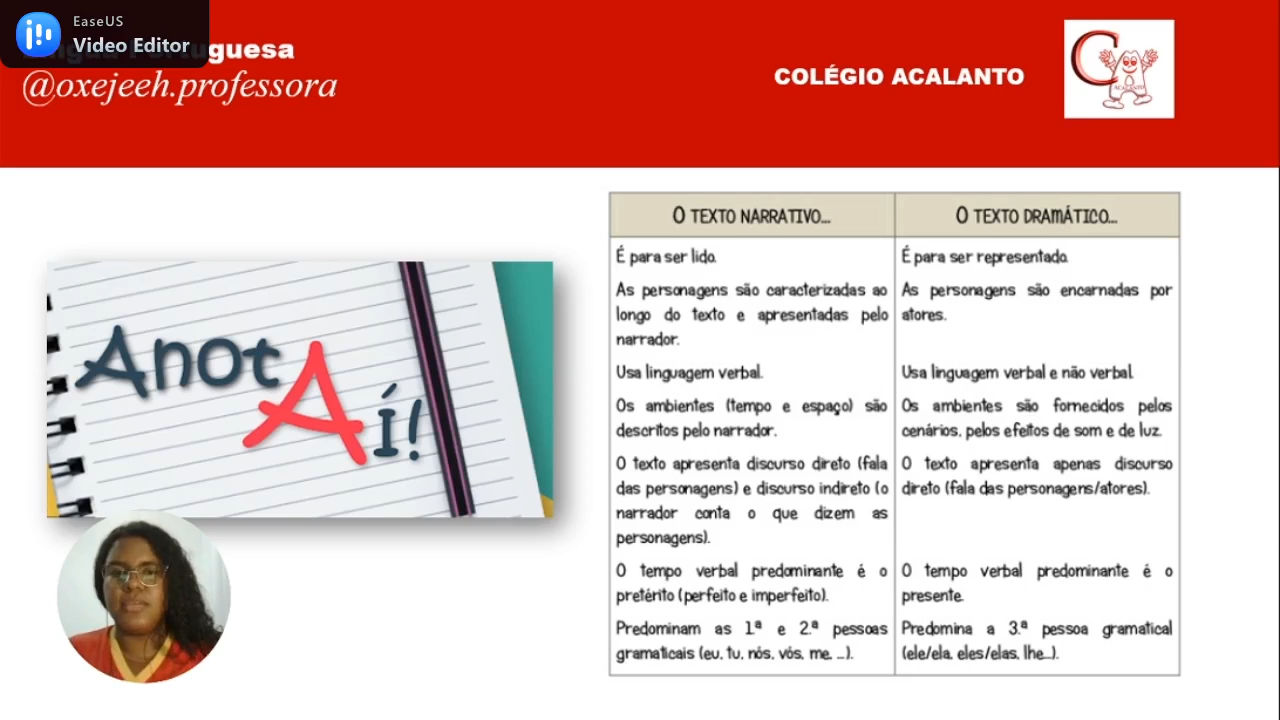 EaseUS
Video Editor
guesa
@oxejeeh.professora
COLÉGIO ACALANTO
C
ACALANTO
AnotAí!
O TEXTO NARRATIVO...
É para ser lido.
As personagens são caracterizadas ao
longo do texto e apresentadas pelo
narrador.
Usa linguagem verbal.
Os ambientes (tempo e espaço) são
descritos pelo narrador.
O texto apresenta discurso direto (fala
das personagens) e discurso indireto (o
narrador conta o que dizem as
personagens).
O tempo verbal predominante é o
pretérito (perfeito e imperfeito).
Predominam as 1.ª e 2.ª pessoas
gramaticais (eu, tu, nós, vós, me, ...).
O TEXTO DRAMÁTICO...
É para ser representado.
As personagens são encarnadas por
atores.
Usa linguagem verbal e não verbal.
Os ambientes são fornecidos pelos
cenários, pelos efeitos de som e de luz.
O texto apresenta apenas discurso
direto (fala das personagens/atores).
O tempo verbal predominante é o
presente.
Predomina a 3.ª pessoa gramatical
(ele/ela, eles/elas, lhe...).